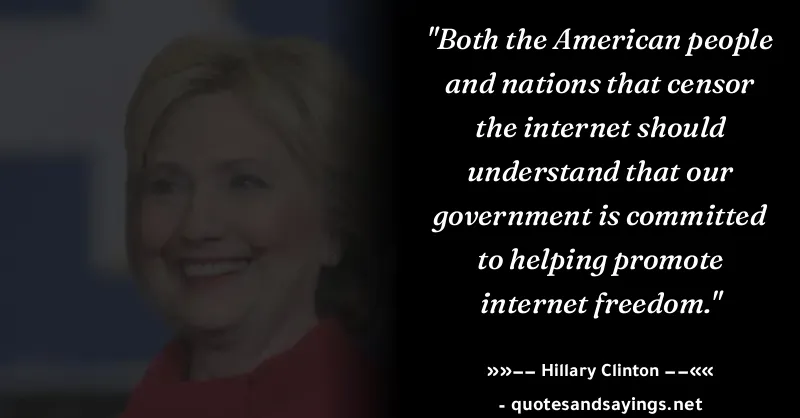 "Both the American people
and nations that censor
the internet should
understand that our
government is committed
to helping promote
internet freedom."
»»–– Hillary Clinton ––««
- quotesandsayings.net